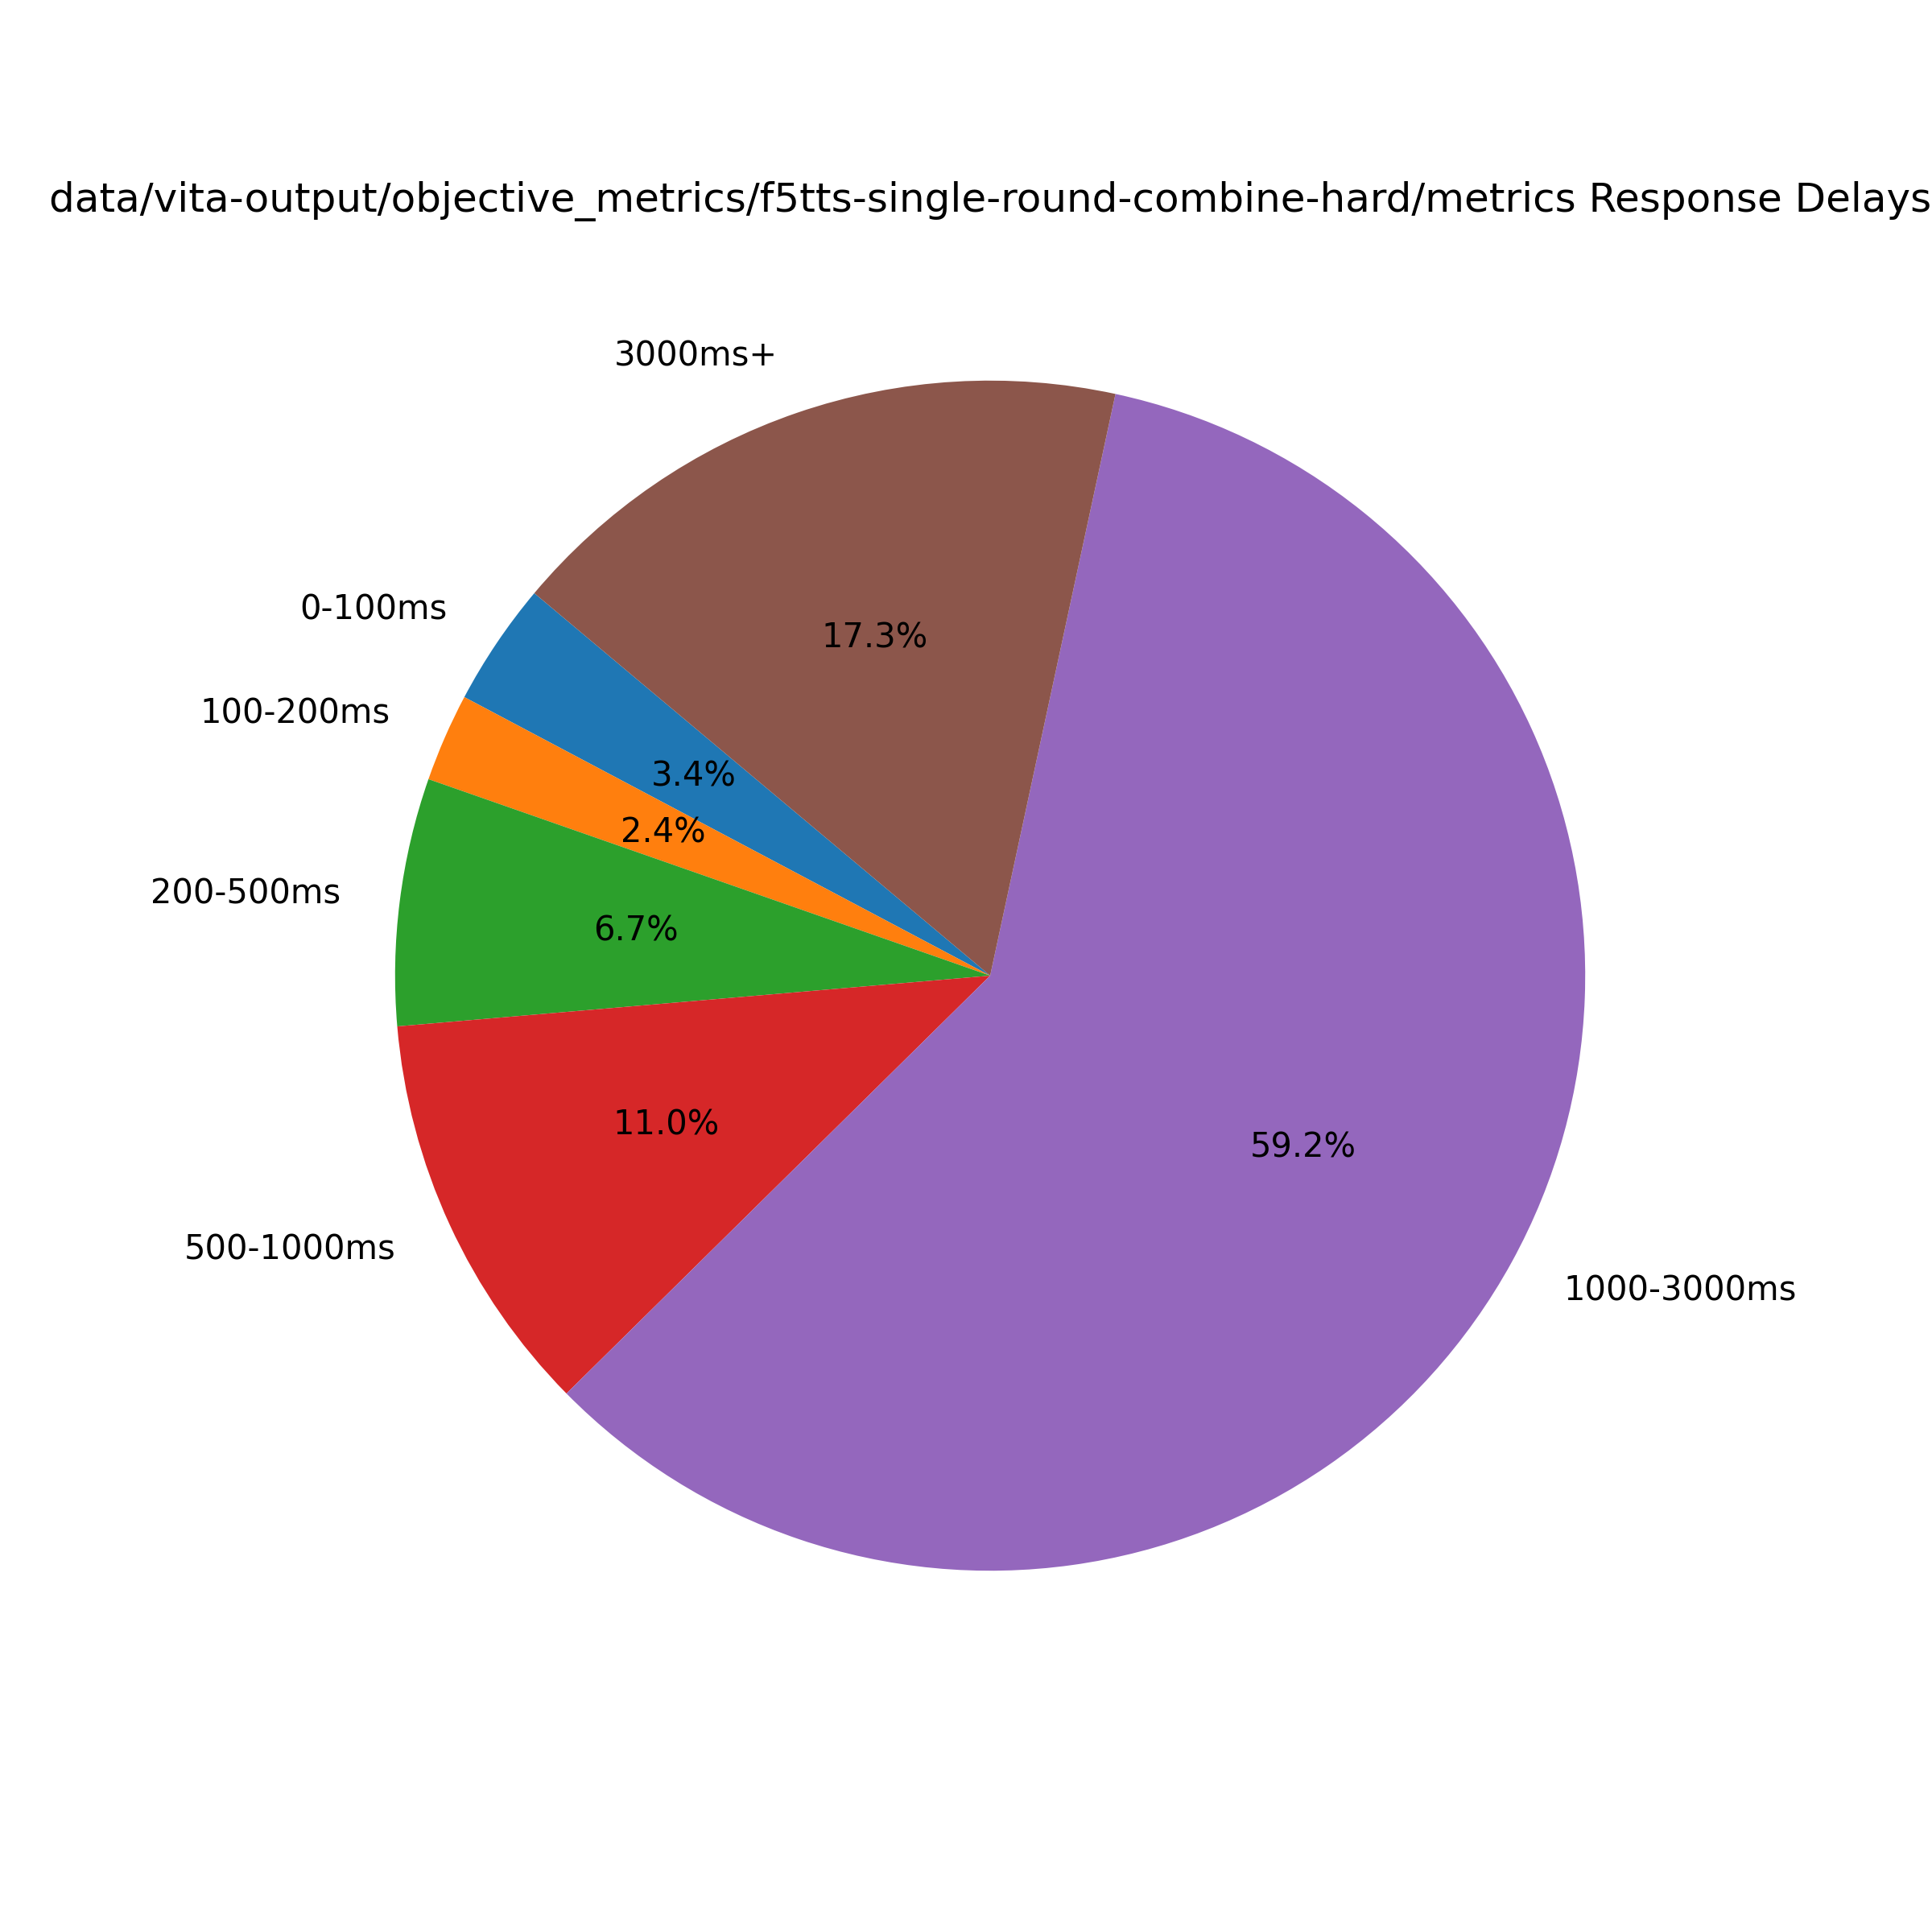 data/vita-output/objective_metrics/f5tts-single-round-combine-hard/metrics Response Delays
3000ms+
0-100ms
17.3%
100-200ms
3.4%
2.4%
200-500ms
6.7%
11.0%
59.2%
500-1000ms
1000-3000ms